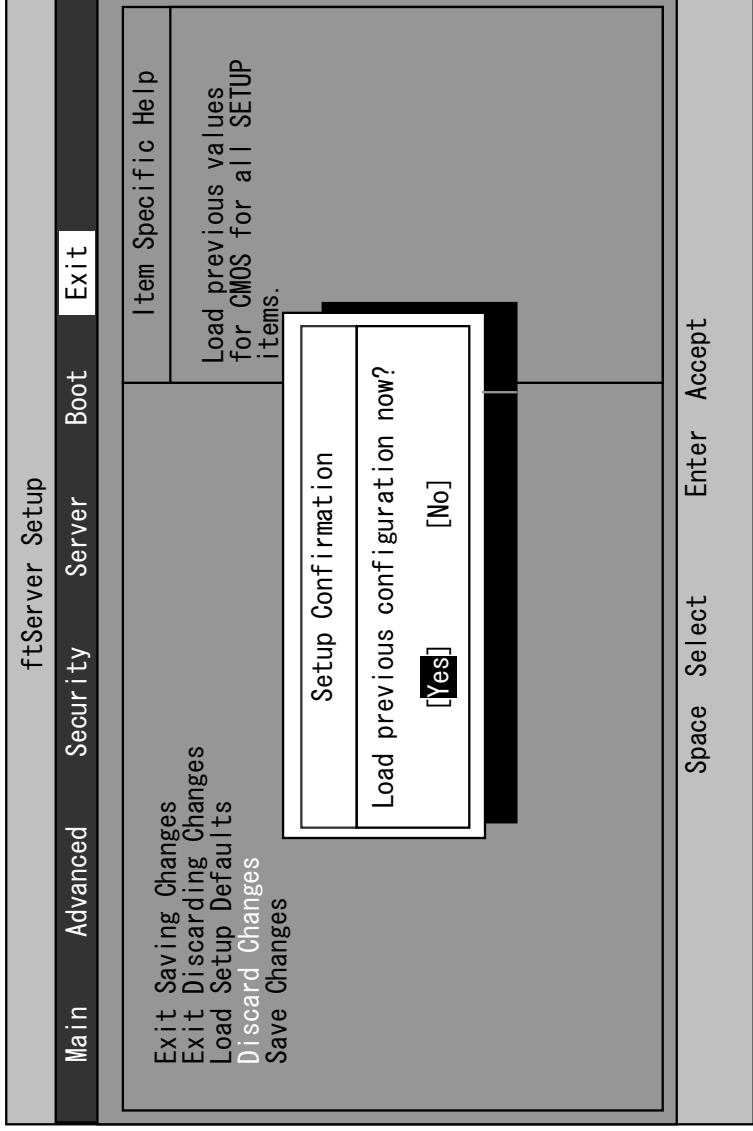 ftServer Setup
Main Advanced Security Server Boot Exit
Exit Saving Changes
Exit Discarding Changes
Load Setup Defaults
Discard Changes
Save Changes
Item Specific Help
Load previous values
for CMOS for all SETUP
items.
Setup Confirmation
Load previous configuration now?
[Yes] [No]
Space Select Enter Accept